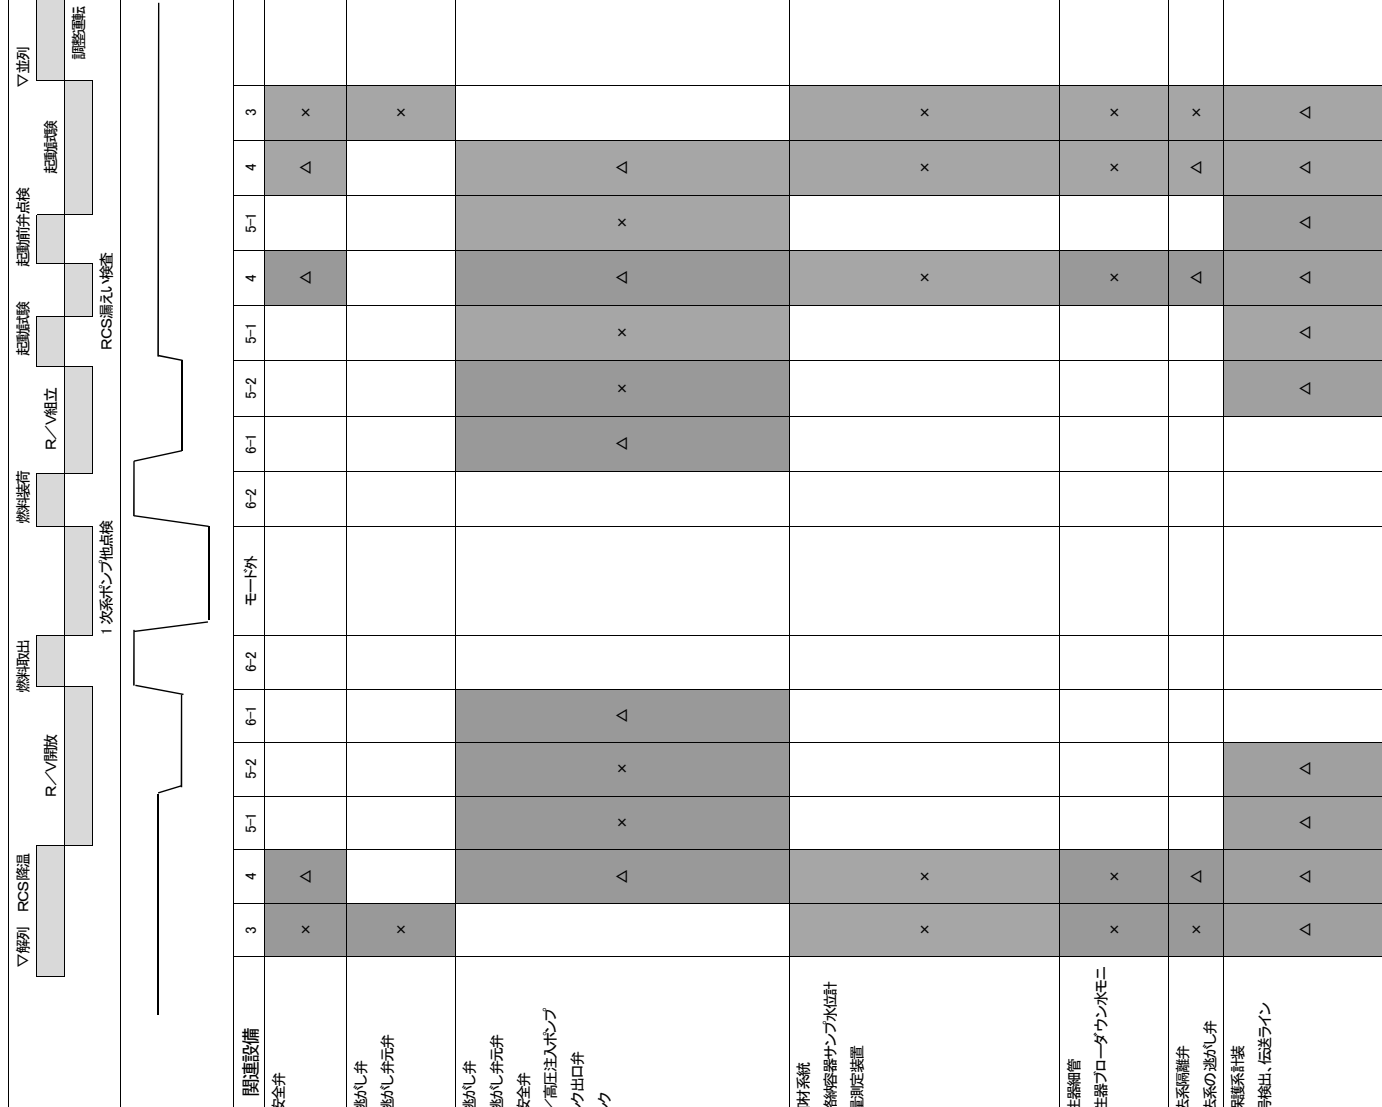 ▽解列 RCS降温 燃料取出 燃料装荷 起動試験 起動前弁点検 ▽並列
R／V開放 R／V組立 起動試験
調整運転
1次系ポンプ他点検 RCS漏えい検査
関連設備 3 4 5-1 5-2 6-1 6-2 モード外 6-2 6-1 5-2 5-1 4 5-1 4 3
安全弁 × △ △ △ ×
逃がし弁
逃がし弁元弁
× ×
逃がし弁
逃がし弁元弁
安全弁
／高圧注入ポンプ
ク出口弁
ク
△ × × △ △ × × △ × △
材系統
格納容器サンプ水位計
量測定装置
× × × × ×
生器細管
生器ブローダウン水モニ
× × × × ×
去系隔離弁
× △ △ △ ×
去系の逃がし弁
保護系計装
号検出、伝送ライン
△ △ △ △ △ △ △ △ △ △